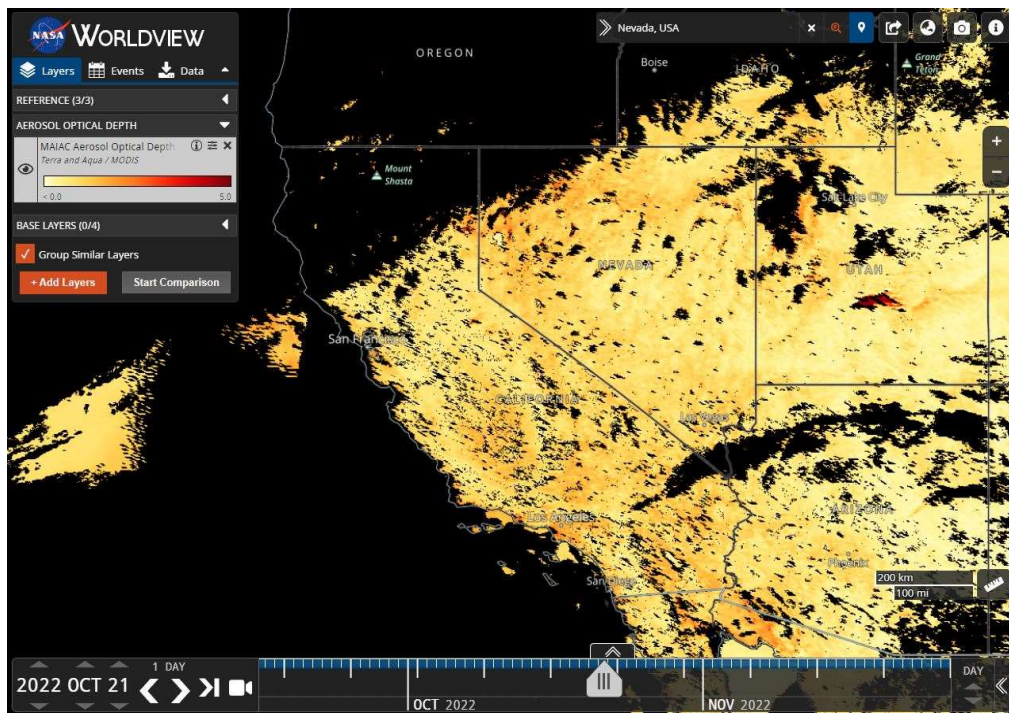 NASA WORLDVIEW
Layers Events Data
REFERENCE (3/3)
AEROSOL OPTICAL DEPTH
MAIAC Aerosol Optical Depth
Terra and Aqua / MODIS
< 0.0 5.0
BASE LAYERS (0/4)
Group Similar Layers
+ Add Layers Start Comparison
Nevada, USA
OREGON
Boise
IDAHO
Grand
Teton
Mount
Shasta
Salt Lake City
NEVADA
UTAH
San Francisco
CALIFORNIA
Las Vegas
Los Angeles
ARIZONA
Phoenix
San Diego
200 km
100 mi
1 DAY
2022 OCT 21
OCT 2022
NOV 2022
DAY